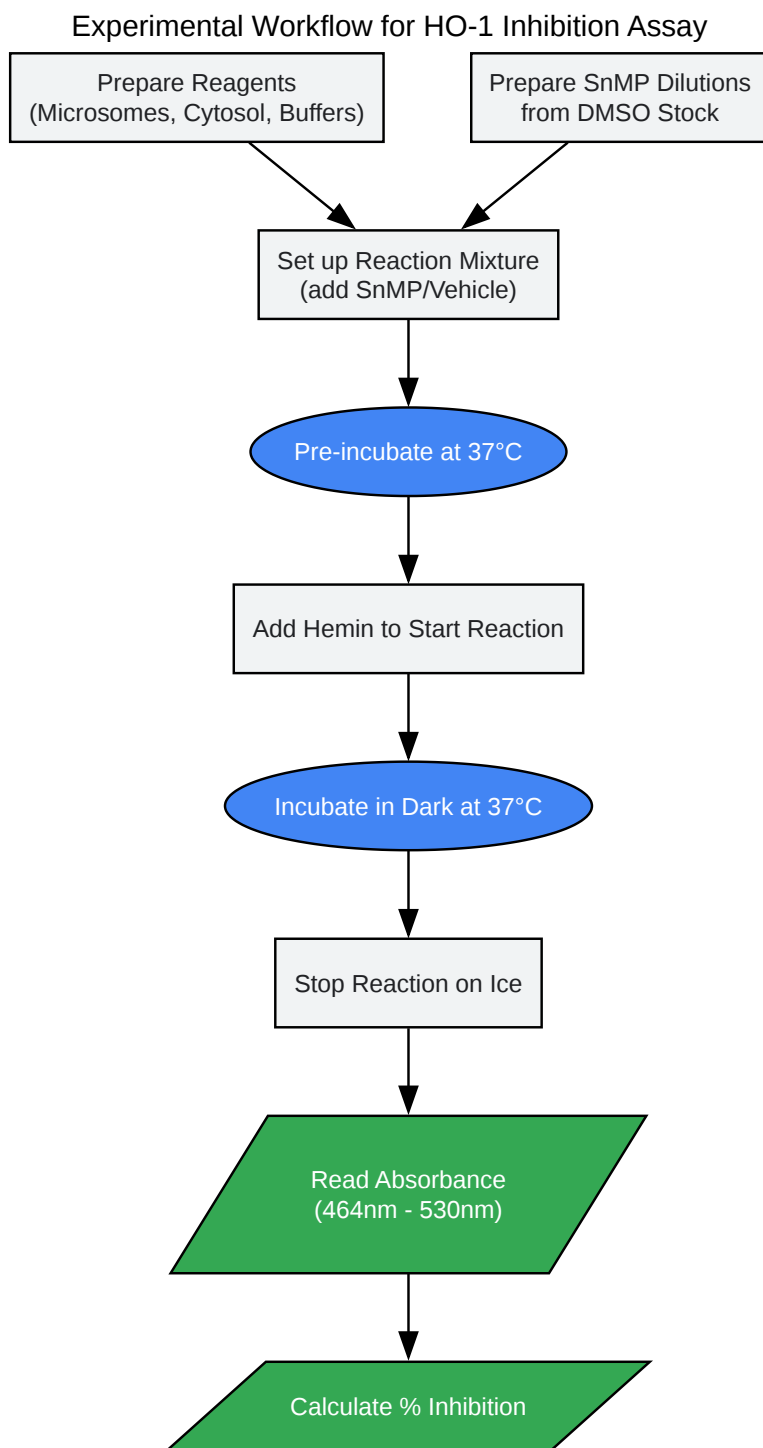 Experimental Workflow for HO-1 Inhibition Assay
Prepare Reagents
(Microsomes, Cytosol, Buffers)
Prepare SnMP Dilutions
from DMSO Stock
Set up Reaction Mixture
(add SnMP/Vehicle)
Pre-incubate at 37°C
Add Hemin to Start Reaction
Incubate in Dark at 37°C
Stop Reaction on Ice
Read Absorbance
(464nm - 530nm)
Calculate % Inhibition